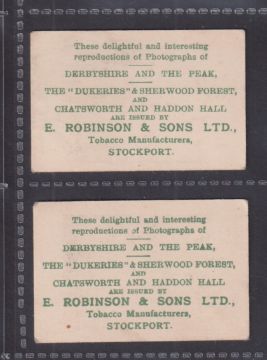 These delightful and interesting
reproductions of Photographs of
DERBYSHIRE AND THE PEAK,
THE "DUKERIES" & SHERWOOD FOREST,
AND
CHATSWORTH AND HADDON HALL
ARE ISSUED BY
E. ROBINSON & SONS LTD.,
Tobacco Manufacturers,
STOCKPORT.
These delightful and interesting
reproductions of Photographs of
DERBYSHIRE AND THE PEAK,
THE "DUKERIES" & SHERWOOD FOREST,
AND
CHATSWORTH AND HADDON HALL
ARE ISSUED BY
E. ROBINSON & SONS LTD.,
Tobacco Manufacturers,
STOCKPORT.